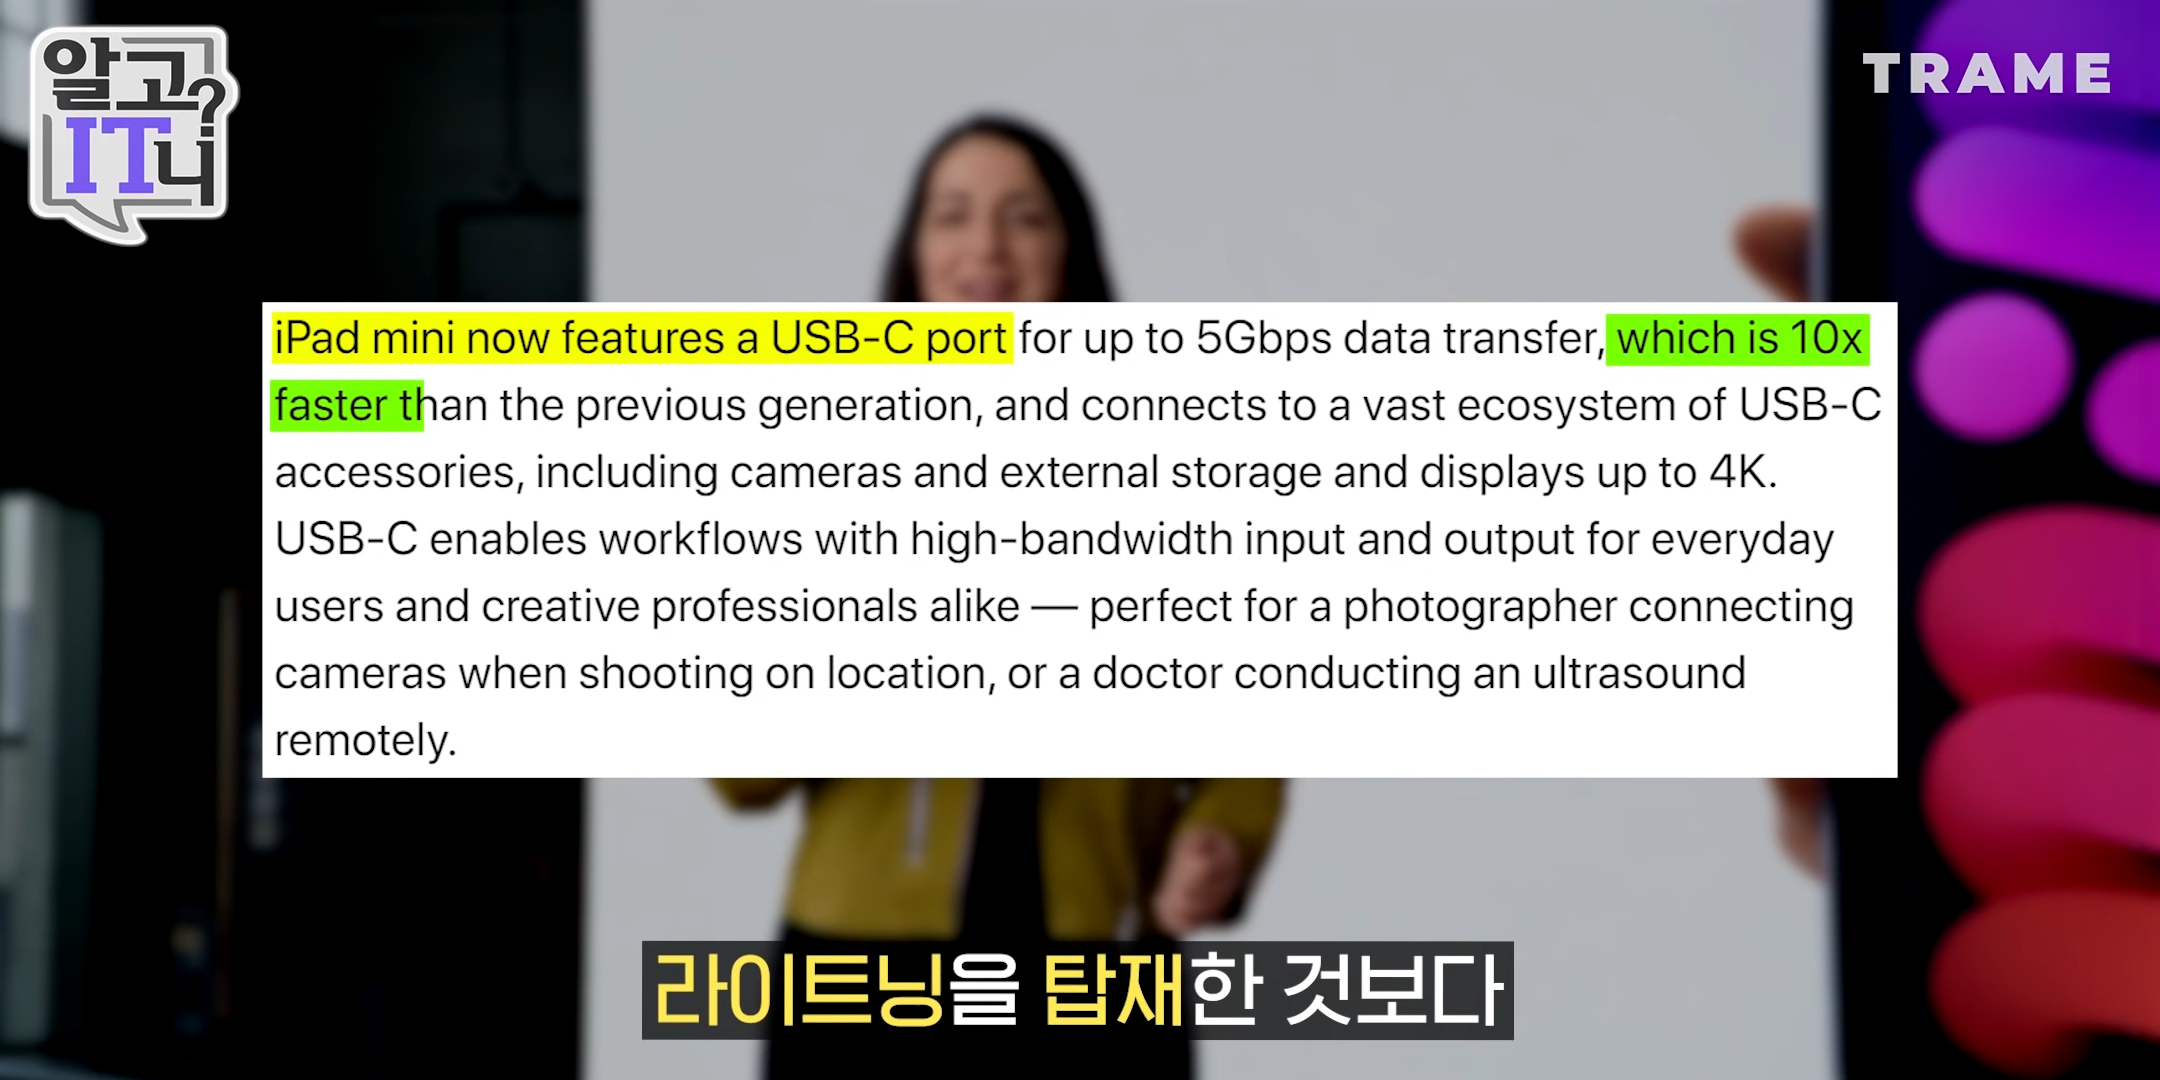 알고?
IT니
TRAME
iPad mini now features a USB-C port for up to 5Gbps data transfer, which is 10x
faster than the previous generation, and connects to a vast ecosystem of USB-C
accessories, including cameras and external storage and displays up to 4K.
USB-C enables workflows with high-bandwidth input and output for everyday
users and creative professionals alike — perfect for a photographer connecting
cameras when shooting on location, or a doctor conducting an ultrasound
remotely.
라이트닝을 탑재한 것보다